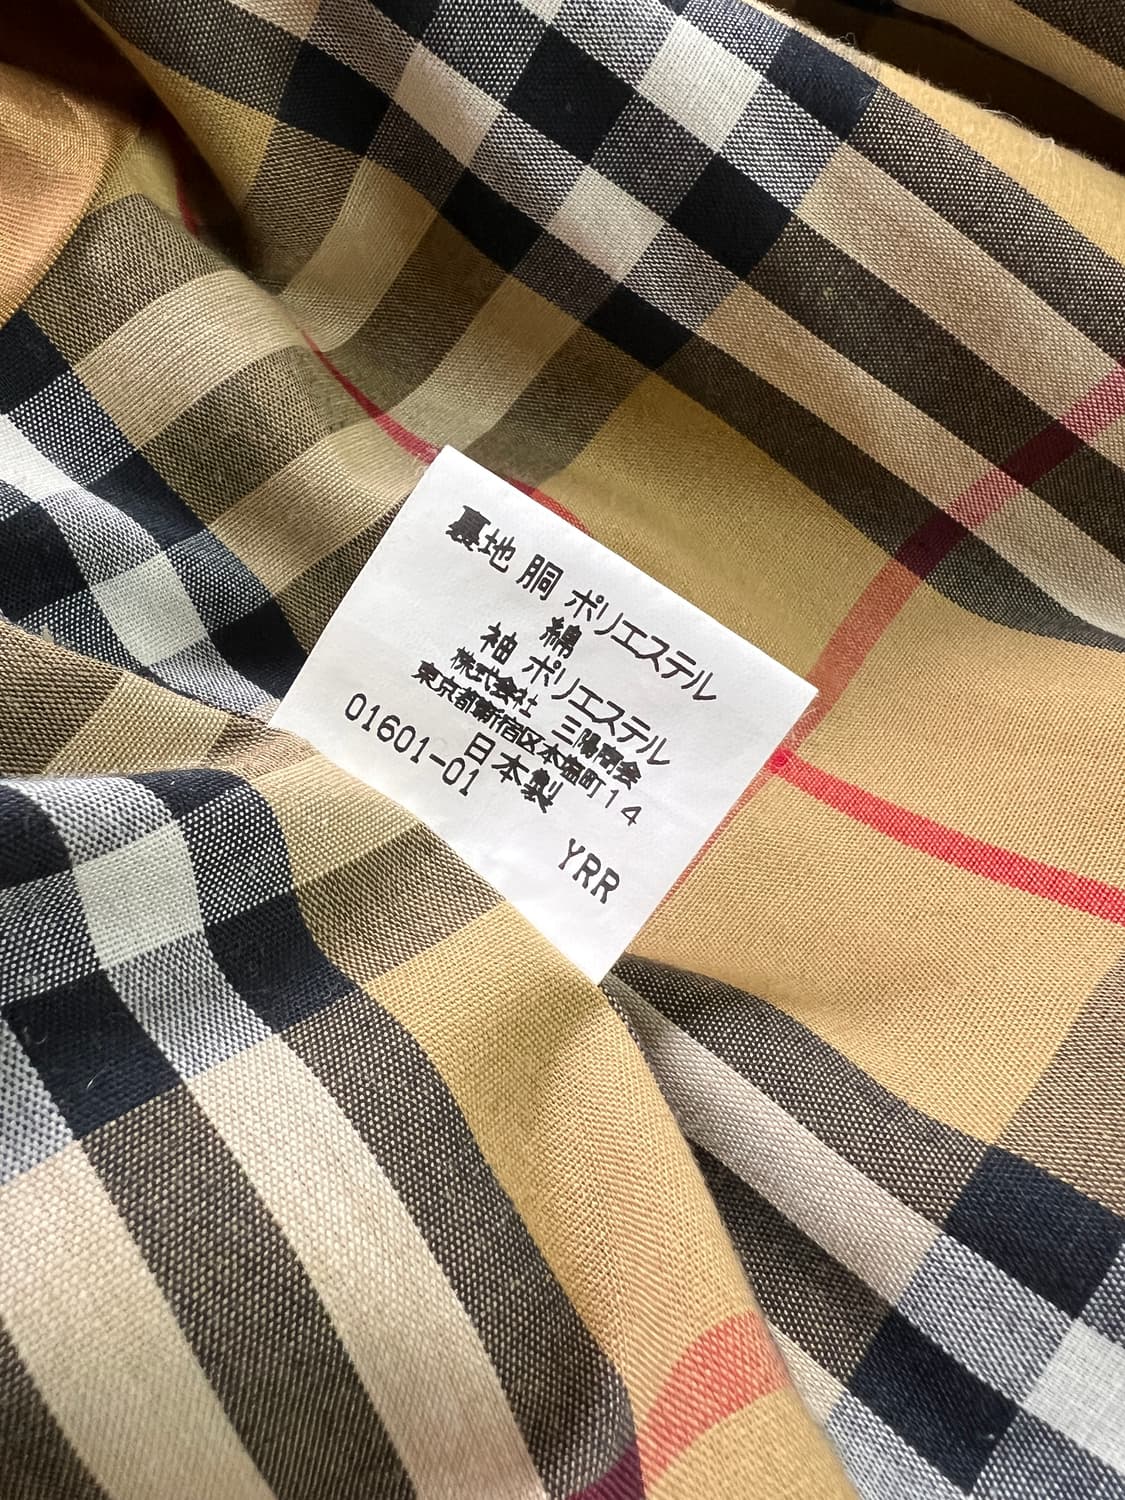 裏地 胴 ポリエステル
綿
袖 ポリエステル
株式会社 三陽商会
東京都新宿区本塩町14
日本製
01601-01
YRR